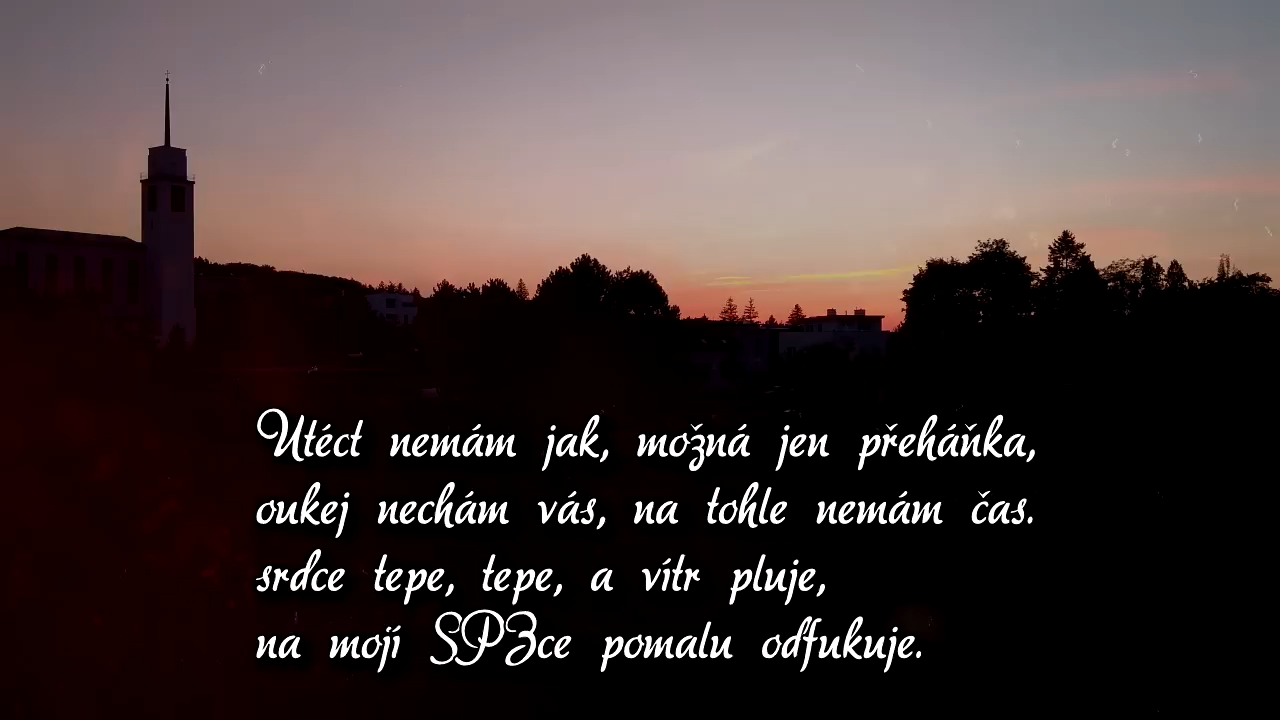 Utéct nemám jak, možná jen přeháňka,
oukej nechám vás, na tohle nemám čas.
srdce tepe, tepe, a vítr pluje,
na mojí SPZce pomalu odfukuje.